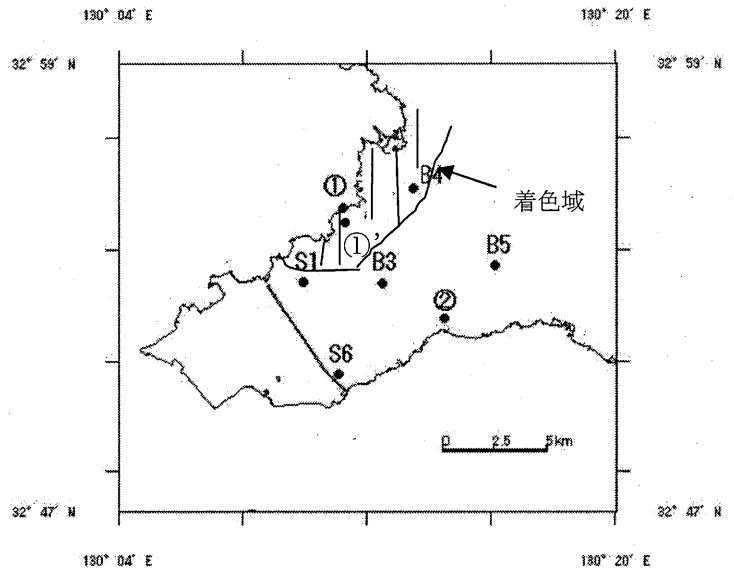 130° 04′ E
130° 20′ E
32° 59′ N
32° 59′ N
①
B4
着色域
①’
S1
B3
B5
②
S6
0 2.5 5km
32° 47′ N
32° 47′ N
130° 04′ E
130° 20′ E